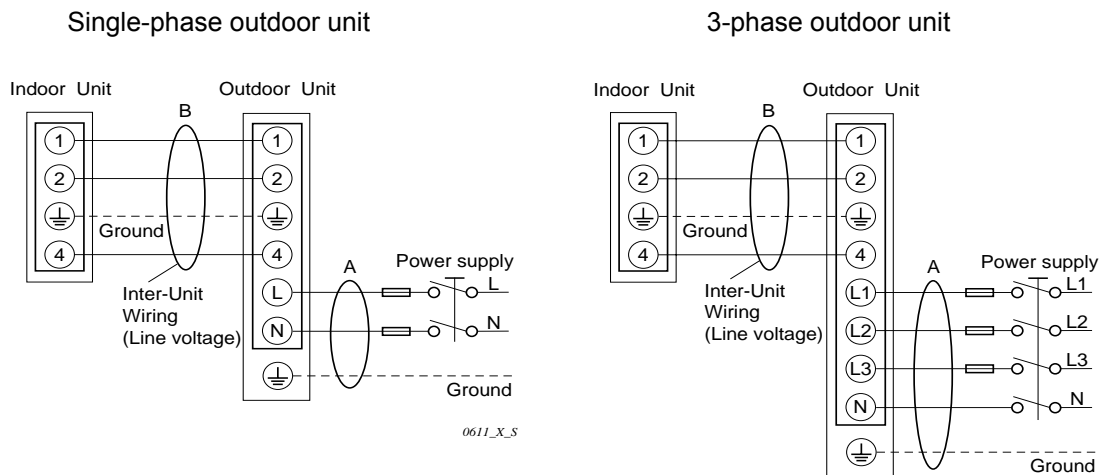 Single-phase outdoor unit
Indoor Unit
Outdoor Unit
B
1
1
2
2
Ground
4
4
A
Power supply
Inter-Unit
Wiring
(Line voltage)
L
L
N
N
Ground
0611_X_S
3-phase outdoor unit
Indoor Unit
Outdoor Unit
B
1
1
2
2
Ground
4
4
A
Power supply
Inter-Unit
Wiring
(Line voltage)
L1
L1
L2
L2
L3
L3
N
N
Ground